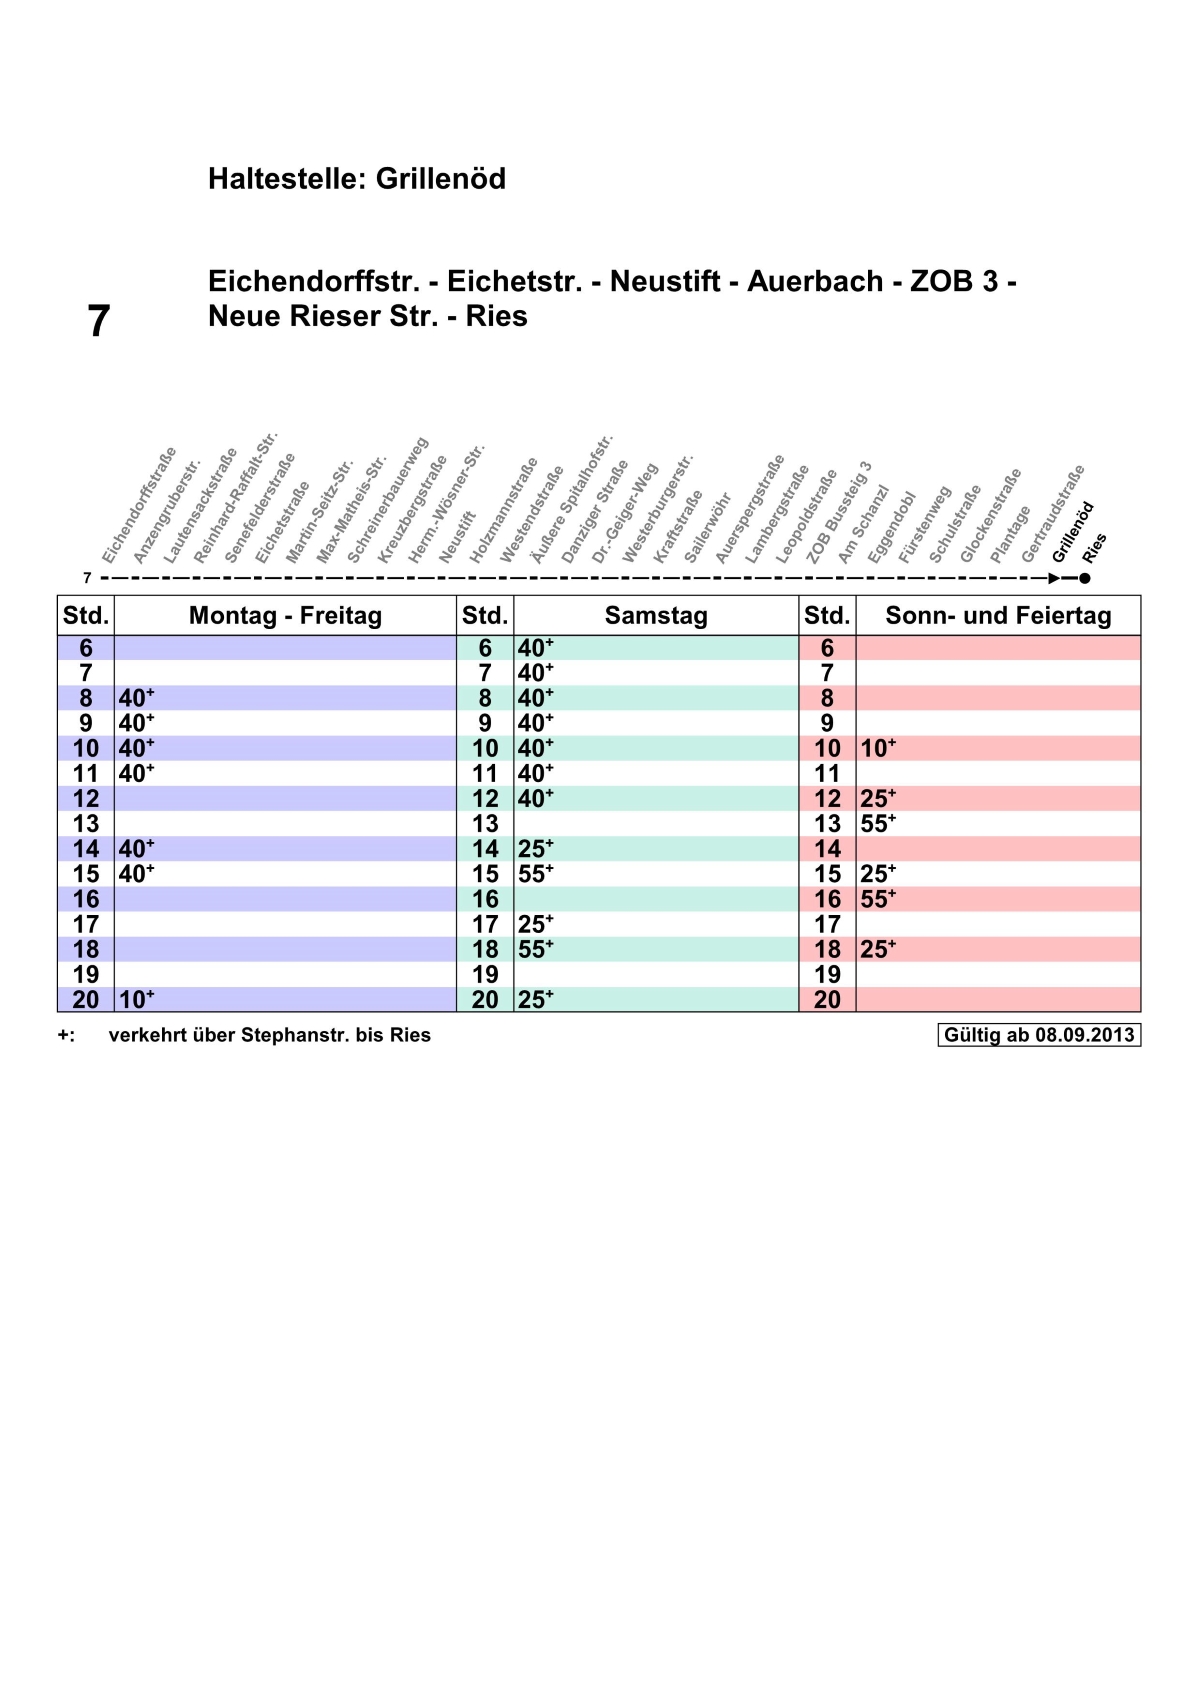 Haltestelle: Grillenöd
Eichendorffstr. - Eichetstr. - Neustift - Auerbach - ZOB 3 -
7 Neue Rieser Str. - Ries
Eichendorffstraße
Anzengruberstr.
Lautensackstraße
Reinhard-Raffalt-Str.
Senefelderstraße
Eichetstraße
Martin-Seitz-Str.
Max-Matheis-Str.
Schreinerbauerweg
Kreuzbergstraße
Herm.-Wösner-Str.
Neustift
Holzmannstraße
Westendstraße
Äußere Spitalhofstr.
Danziger Straße
Dr.-Geiger-Weg
Westerburgerstr.
Kraftstraße
Sailerwöhr
Auerspergstraße
Lambergstraße
Leopoldstraße
ZOB Bussteig 3
Am Schanzl
Eggendobl
Fürstenweg
Schulstraße
Glockenstraße
Plantage
Gertraudstraße
Grillenöd
Ries
7
Std. Montag - Freitag Std. Samstag Std. Sonn- und Feiertag
6 6 40+ 6
7 7 40+ 7
8 40+ 8 40+ 8
9 40+ 9 40+ 9
10 40+ 10 40+ 10 10+
11 40+ 11 40+ 11
12 12 40+ 12 25+
13 13 13 55+
14 40+ 14 25+ 14
15 40+ 15 55+ 15 25+
16 16 16 55+
17 17 25+ 17
18 18 55+ 18 25+
19 19 19
20 10+ 20 25+ 20
+: verkehrt über Stephanstr. bis Ries Gültig ab 08.09.2013